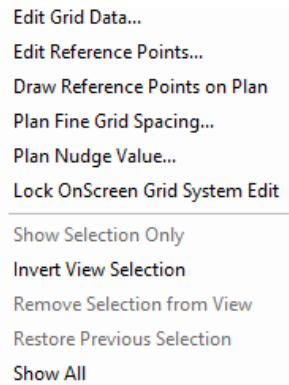 Edit Grid Data...
Edit Reference Points...
Draw Reference Points on Plan
Plan Fine Grid Spacing...
Plan Nudge Value...
Lock OnScreen Grid System Edit
Show Selection Only
Invert View Selection
Remove Selection from View
Restore Previous Selection
Show All